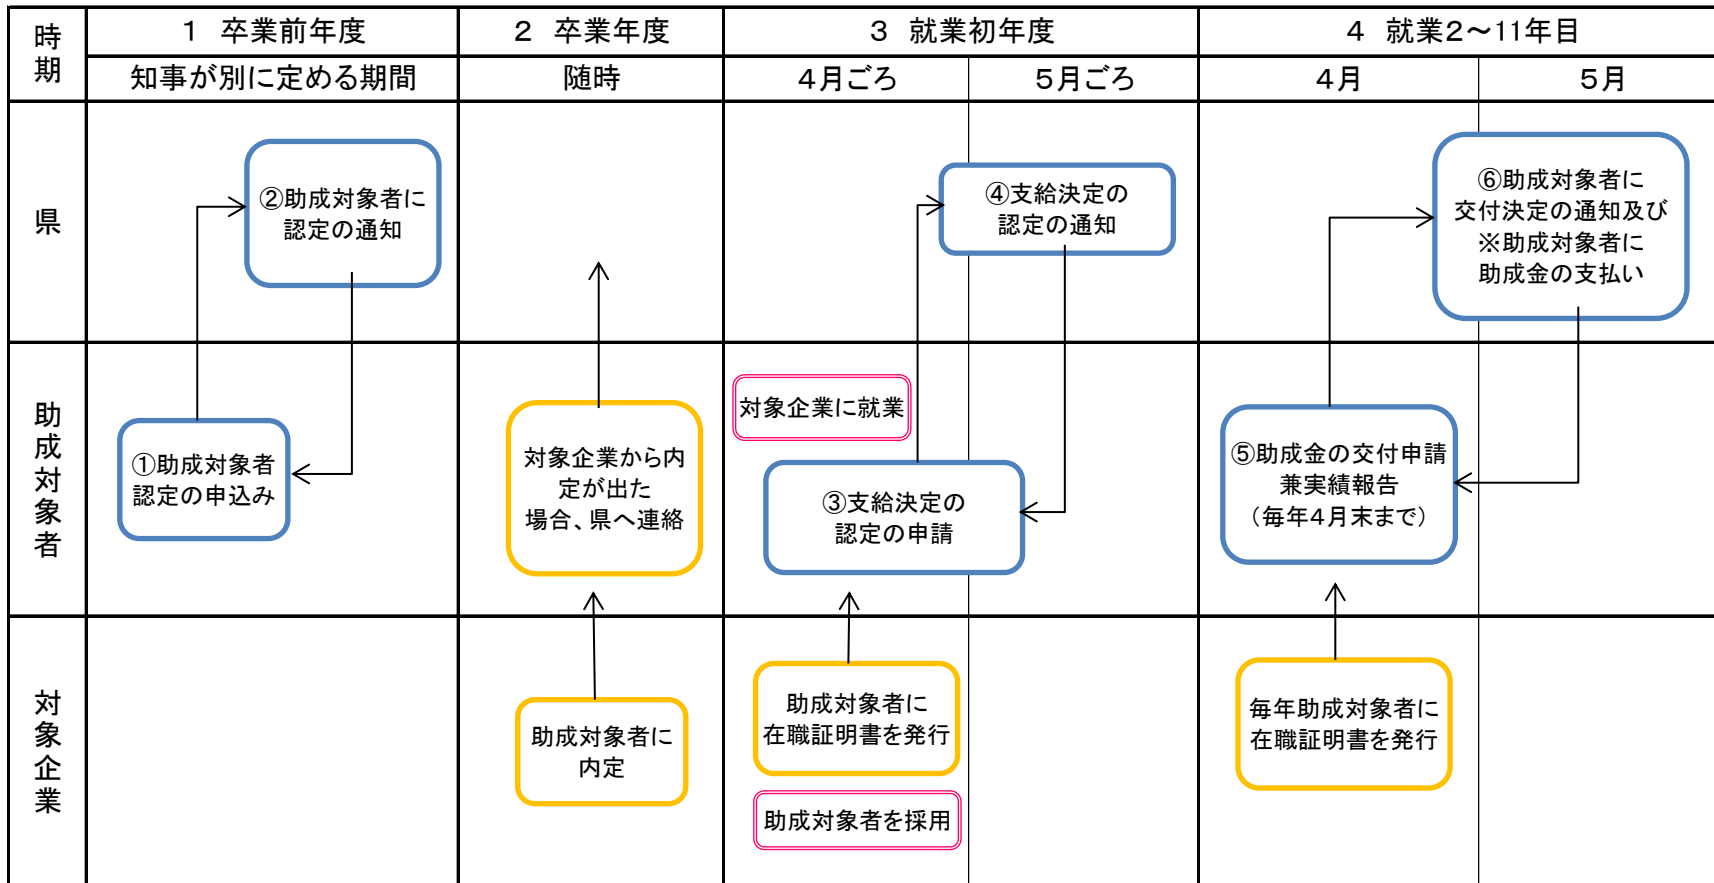 時期
1 卒業前年度
2 卒業年度
3 就業初年度
4 就業2～11年目
知事が別に定める期間
随時
4月ごろ
5月ごろ
4月
5月
県
②助成対象者に
認定の通知
④支給決定の
認定の通知
⑥助成対象者に
交付決定の通知及び
※助成対象者に
助成金の支払い
助成対象者
①助成対象者
認定の申込み
対象企業から内
定が出た
場合、県へ連絡
対象企業に就業
③支給決定の
認定の申請
⑤助成金の交付申請
兼実績報告
（毎年4月末まで）
対象企業
助成対象者に
内定
助成対象者に
在職証明書を発行
助成対象者を採用
毎年助成対象者に
在職証明書を発行